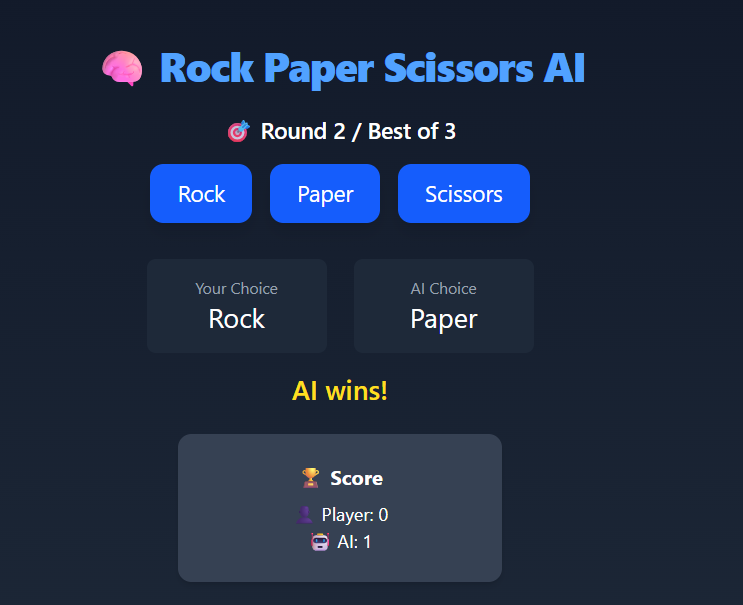 Rock Paper Scissors AI
Round 2 / Best of 3
Rock Paper Scissors
Your Choice AI Choice
Rock Paper
AI wins!
Score
Player: 0
AI: 1